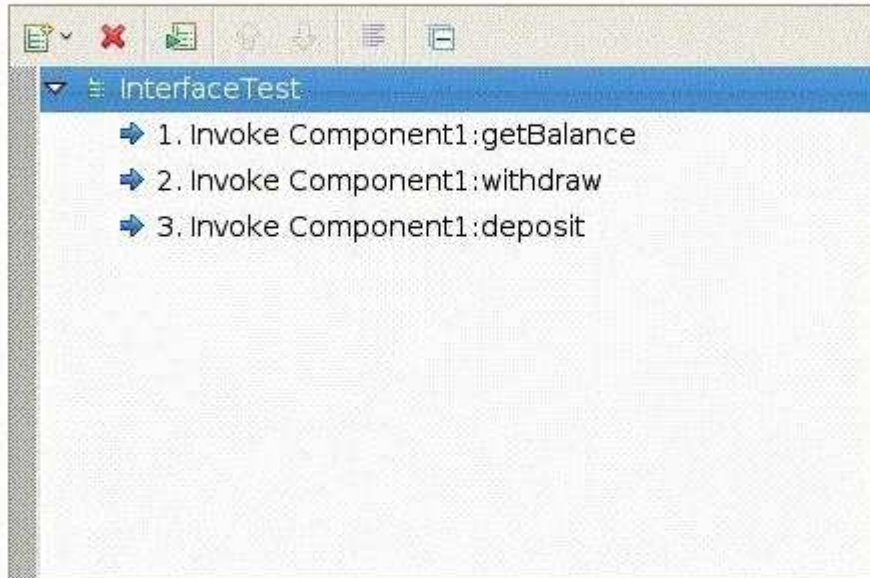 InterfaceTest
1. Invoke Component1:getBalance
2. Invoke Component1:withdraw
3. Invoke Component1:deposit